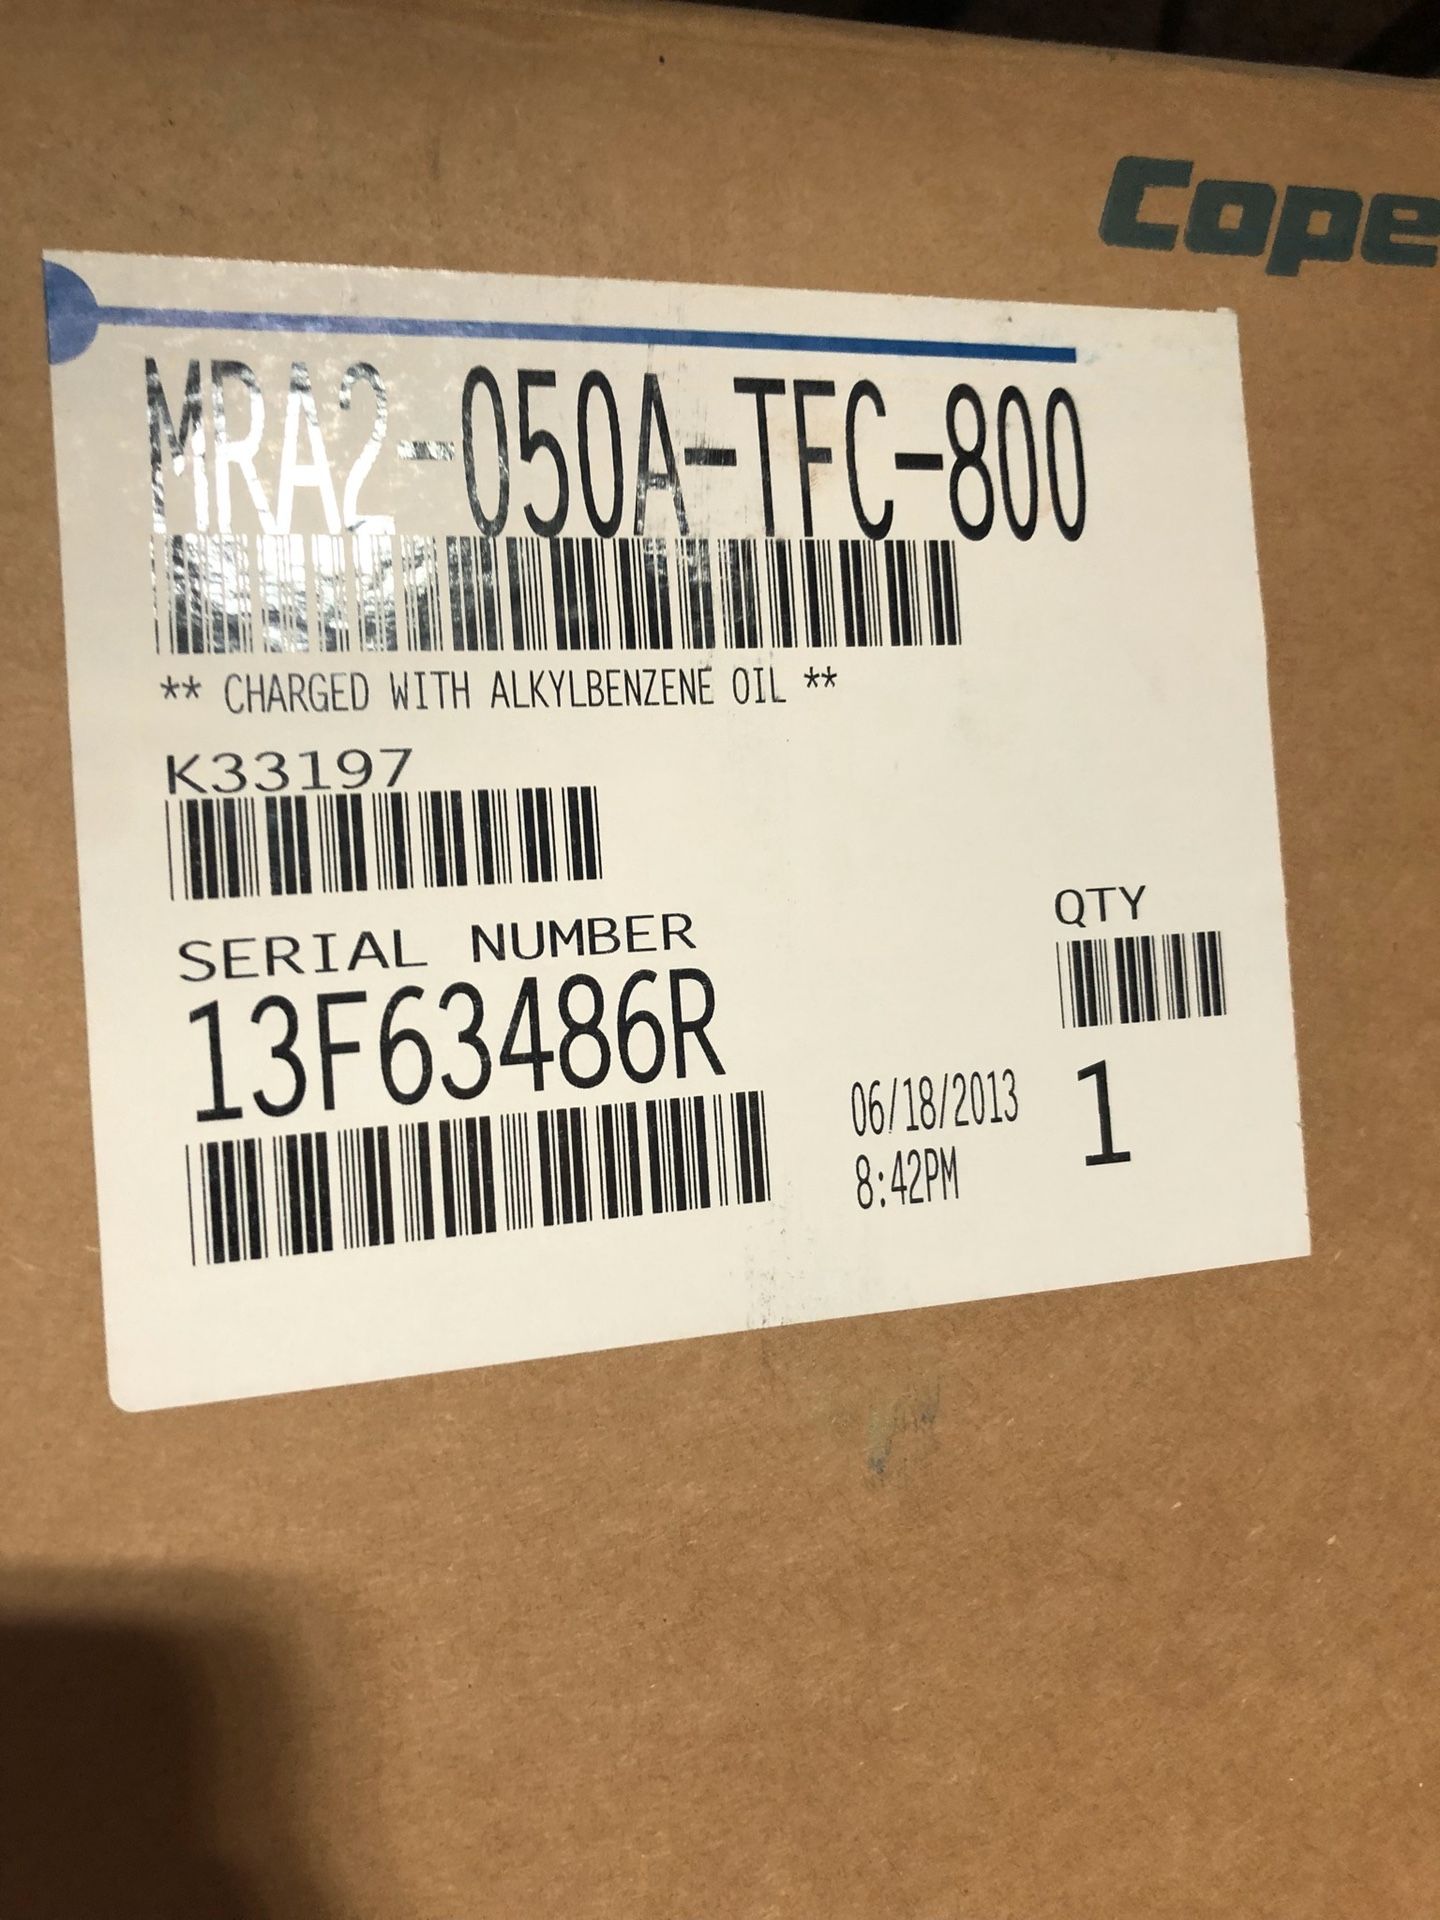 Cope
MRA2-050A-TFC-800
** CHARGED WITH ALKYLBENZENE OIL **
K33197
SERIAL NUMBER
13F63486R
QTY
1
06/18/2013
8:42PM